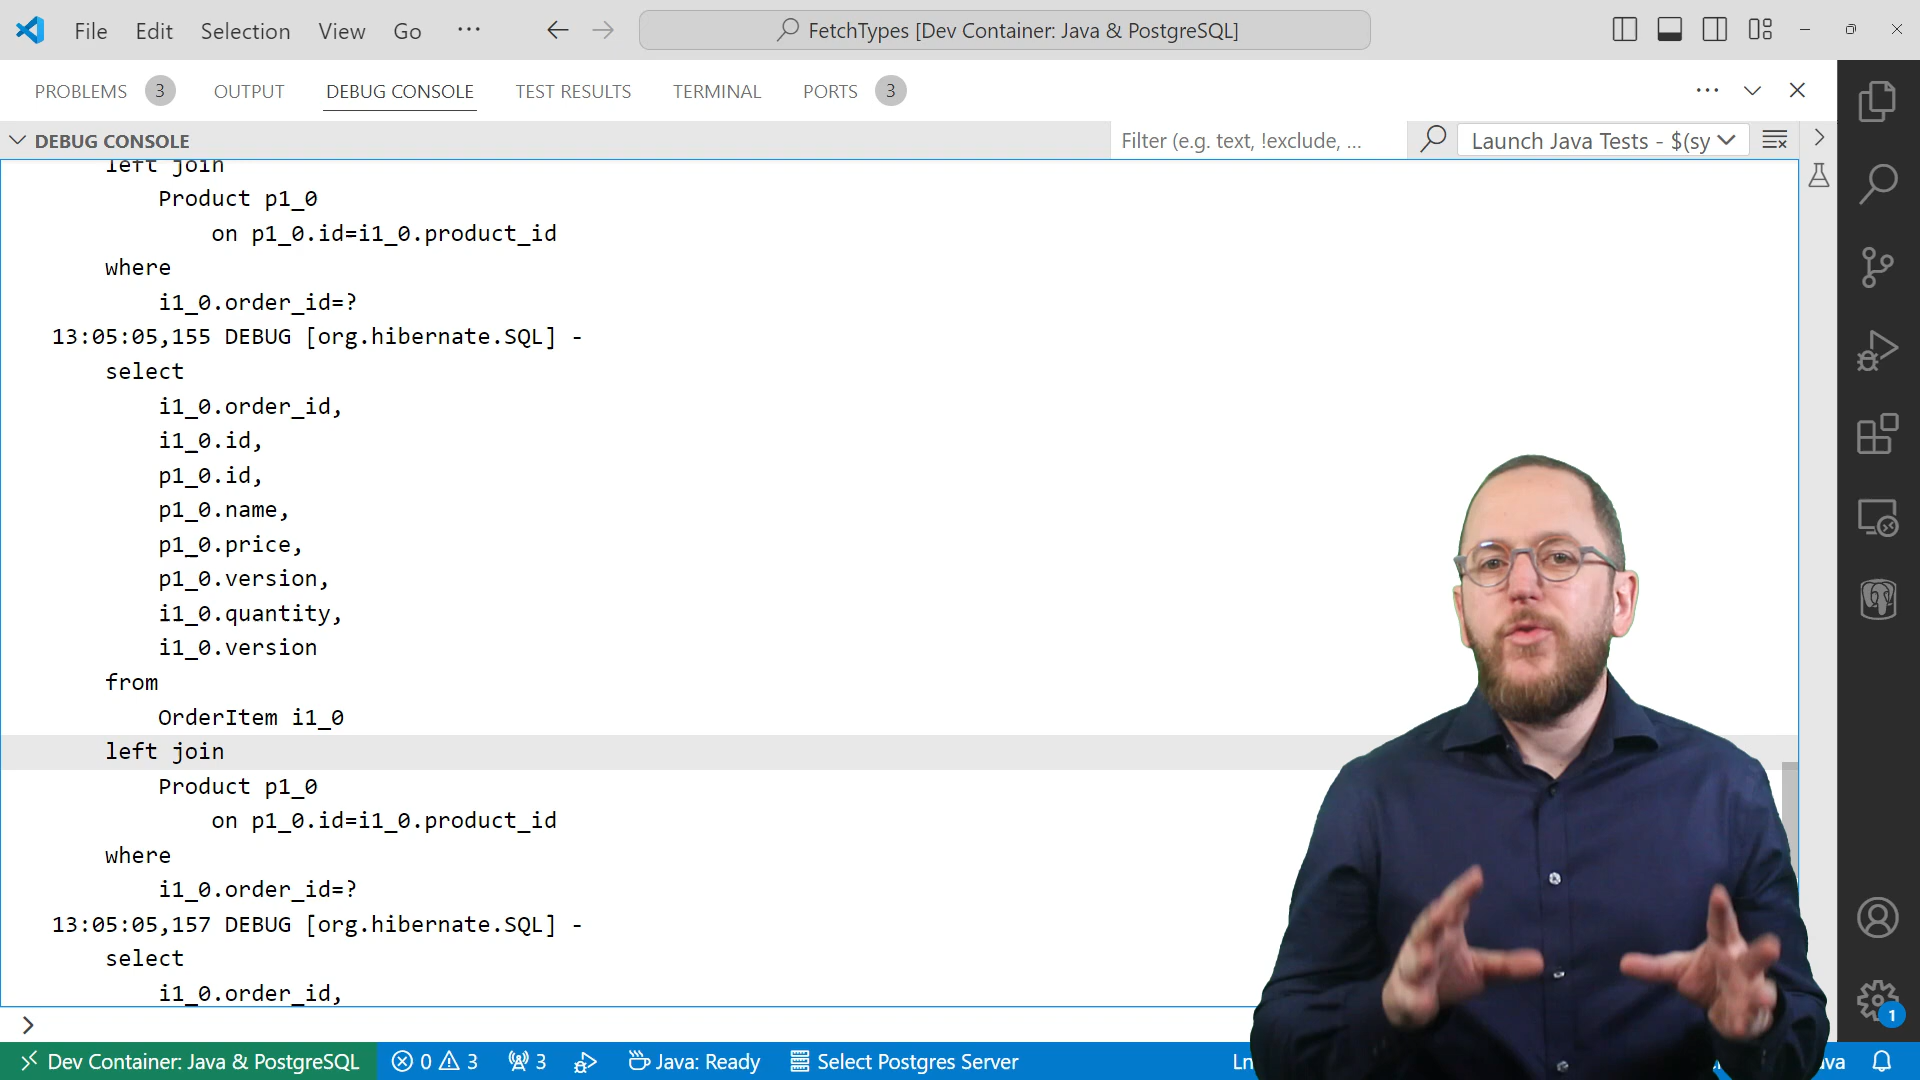 File Edit Selection View Go ···
FetchTypes [Dev Container: Java & PostgreSQL]
PROBLEMS 3 OUTPUT DEBUG CONSOLE TEST RESULTS TERMINAL PORTS 3
DEBUG CONSOLE
Filter (e.g. text, !exclude, ...
Launch Java Tests - $(sy
left join
Product p1_0
on p1_0.id=i1_0.product_id
where
i1_0.order_id=?
13:05:05,155 DEBUG [org.hibernate.SQL] -
select
i1_0.order_id,
i1_0.id,
p1_0.id,
p1_0.name,
p1_0.price,
p1_0.version,
i1_0.quantity,
i1_0.version
from
OrderItem i1_0
left join
Product p1_0
on p1_0.id=i1_0.product_id
where
i1_0.order_id=?
13:05:05,157 DEBUG [org.hibernate.SQL] -
select
i1_0.order_id,
1
Dev Container: Java & PostgreSQL 0 3 3 Java: Ready Select Postgres Server Ln